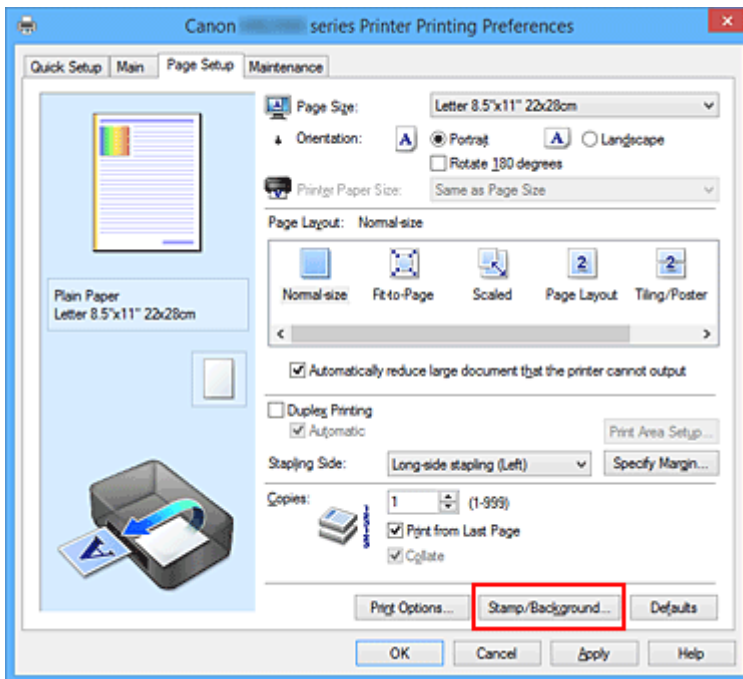 Canon series Printer Printing Preferences
Quick Setup Main Page Setup Maintenance
Page Size: Letter 8.5"x11" 22x28cm
Orientation: A Portrait A Landscape
Rotate 180 degrees
Printer Paper Size: Same as Page Size
Page Layout: Normal-size
2 2
Normal-size Fit-to-Page Scaled Page Layout Tiling/Poster
Plain Paper
Letter 8.5"x11" 22x28cm
Automatically reduce large document that the printer cannot output
Duplex Printing
Automatic
Print Area Setup...
Stapling Side: Long-side stapling (Left) Specify Margin...
Copies: 1 (1-999)
Print from Last Page
Collate
A
Print Options... Stamp/Background... Defaults
OK Cancel Apply Help